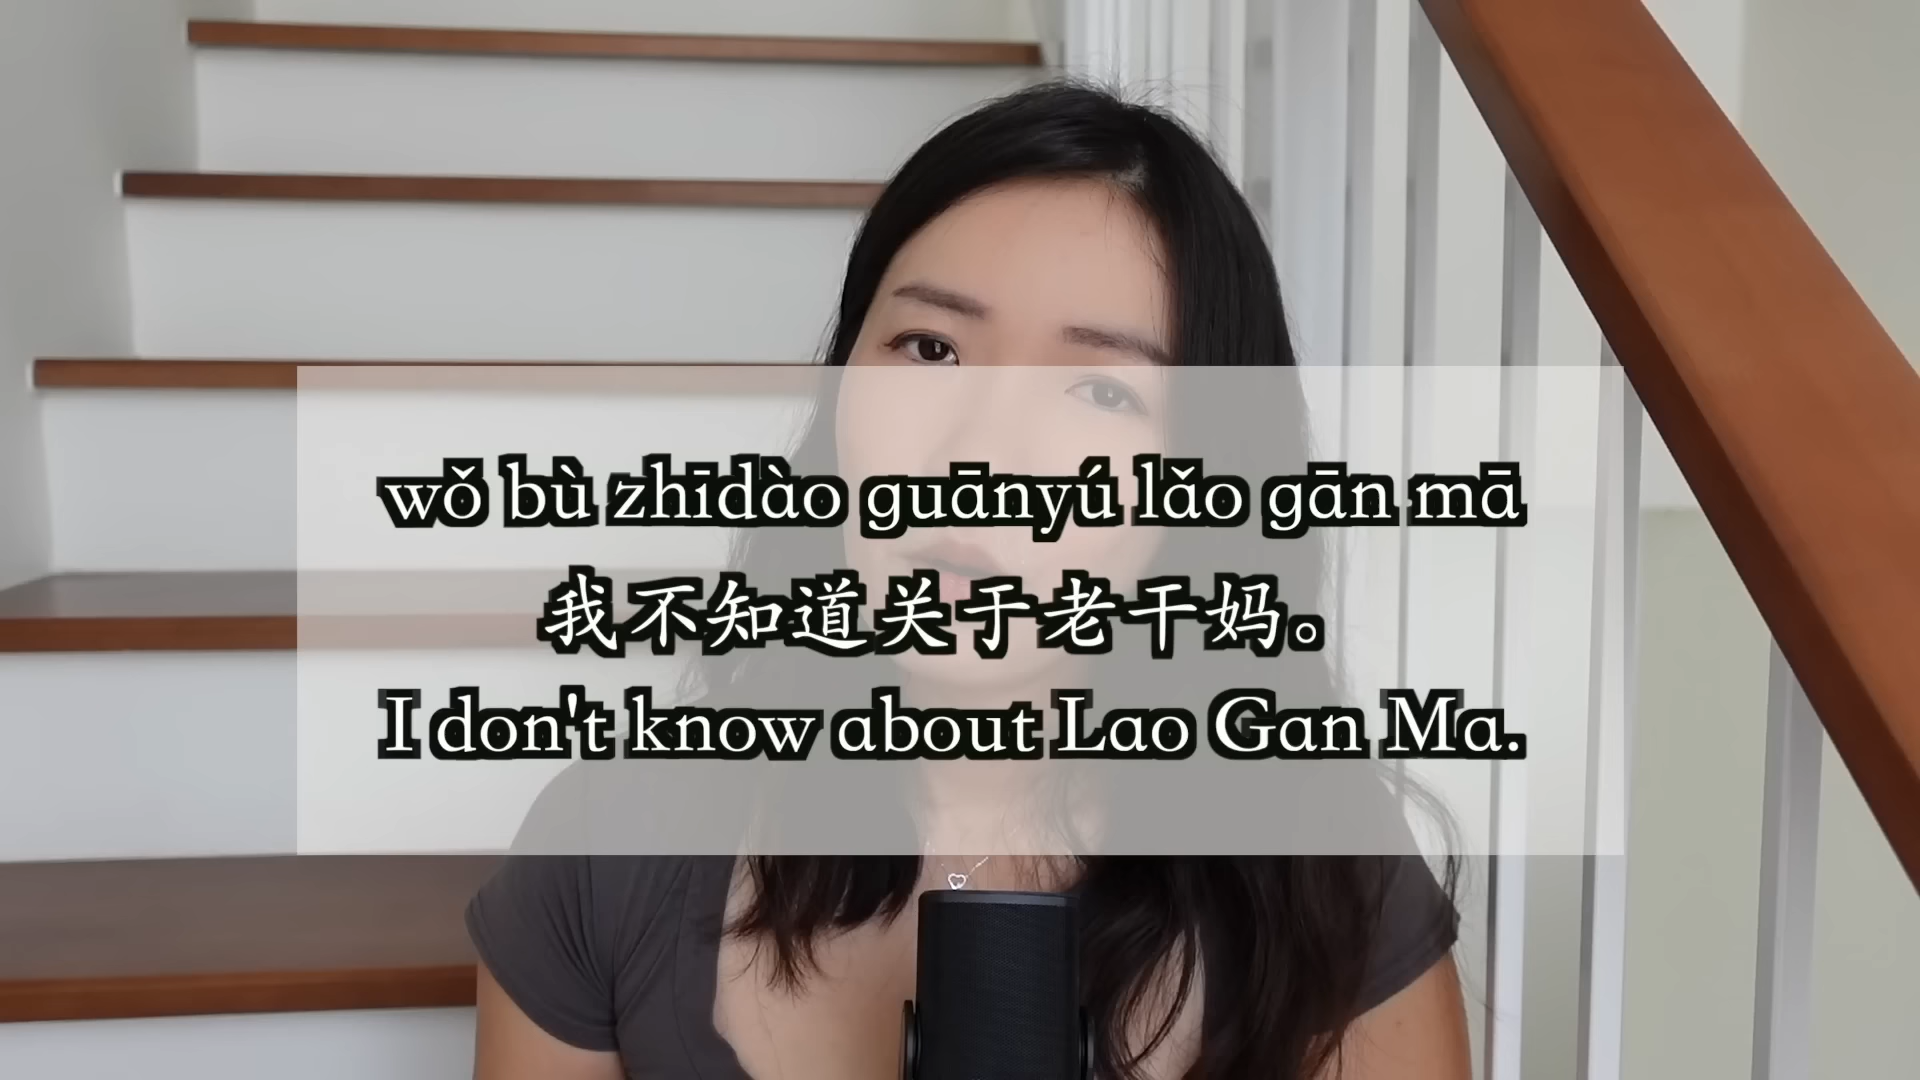 wǒ bù zhīdào guānyú lǎo gān mā
我不知道关于老干妈。
I don't know about Lao Gan Ma.